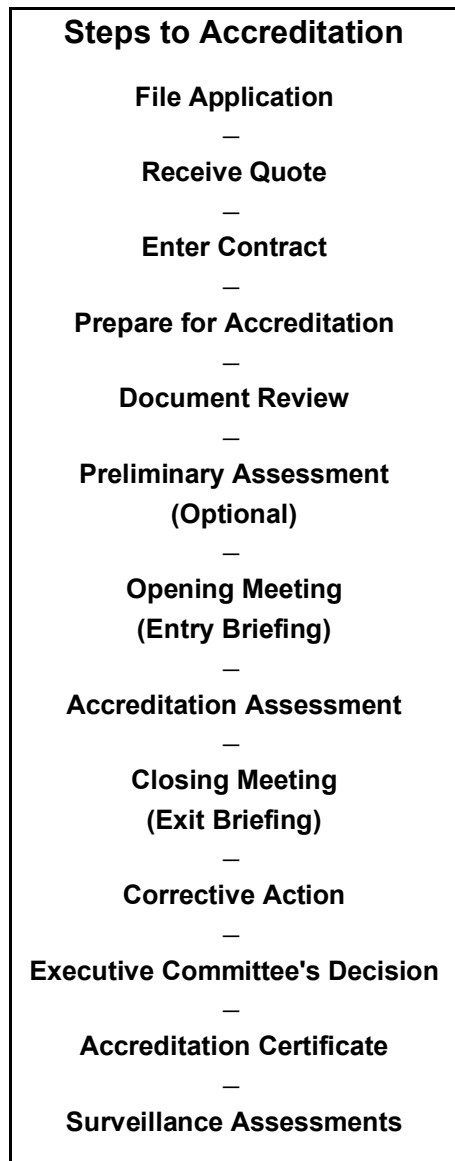 Steps to Accreditation
File Application
–
Receive Quote
–
Enter Contract
–
Prepare for Accreditation
–
Document Review
–
Preliminary Assessment
(Optional)
–
Opening Meeting
(Entry Briefing)
–
Accreditation Assessment
–
Closing Meeting
(Exit Briefing)
–
Corrective Action
–
Executive Committee's Decision
–
Accreditation Certificate
–
Surveillance Assessments